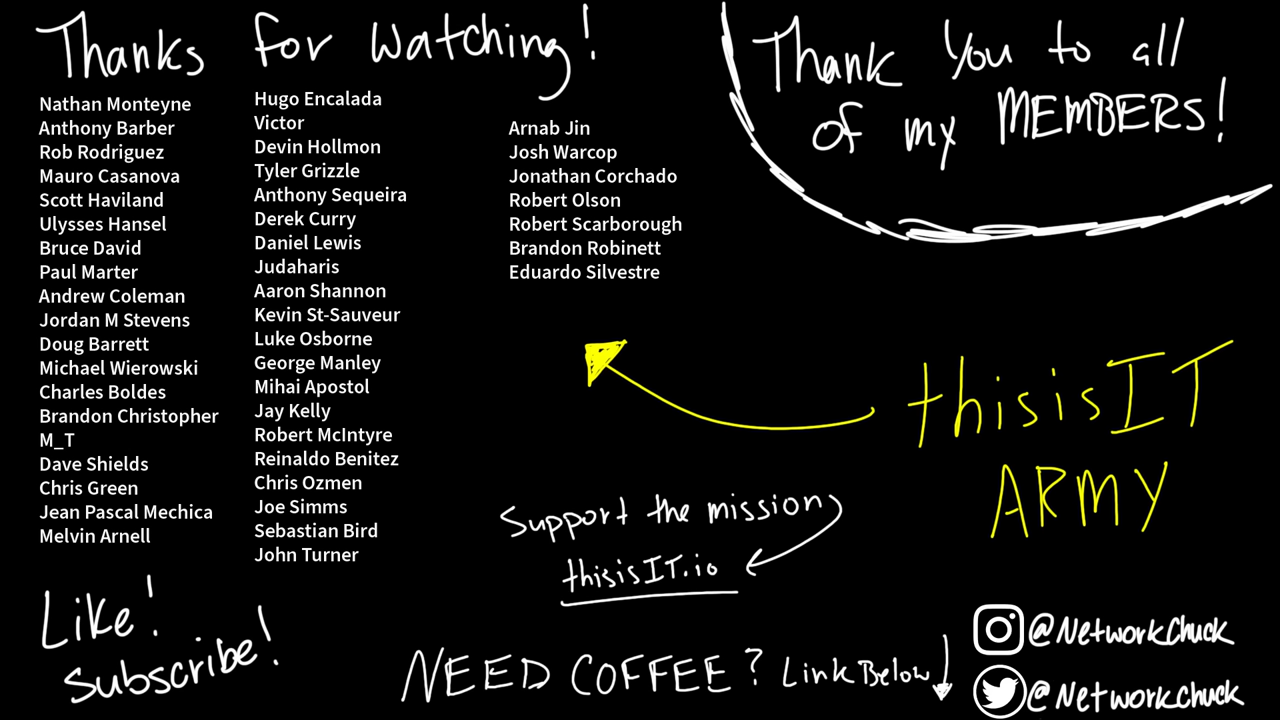 Thanks for watching!
Nathan Monteyne
Anthony Barber
Rob Rodriguez
Mauro Casanova
Scott Haviland
Ulysses Hansel
Bruce David
Paul Marter
Andrew Coleman
Jordan M Stevens
Doug Barrett
Michael Wierowski
Charles Boldes
Brandon Christopher
M_T
Dave Shields
Chris Green
Jean Pascal Mechica
Melvin Arnell
Hugo Encalada
Victor
Devin Hollmon
Tyler Grizzle
Anthony Sequeira
Derek Curry
Daniel Lewis
Judaharis
Aaron Shannon
Kevin St-Sauveur
Luke Osborne
George Manley
Mihai Apostol
Jay Kelly
Robert McIntyre
Reinaldo Benitez
Chris Ozmen
Joe Simms
Sebastian Bird
John Turner
Arnab Jin
Josh Warcop
Jonathan Corchado
Robert Olson
Robert Scarborough
Brandon Robinett
Eduardo Silvestre
Thank You to all
of my MEMBERS!
thisisIT
ARMY
Support the mission
thisisIT.io
Like!
Subscribe!
NEED COFFEE? Link Below
@NetworkChuck
@NetworkChuck